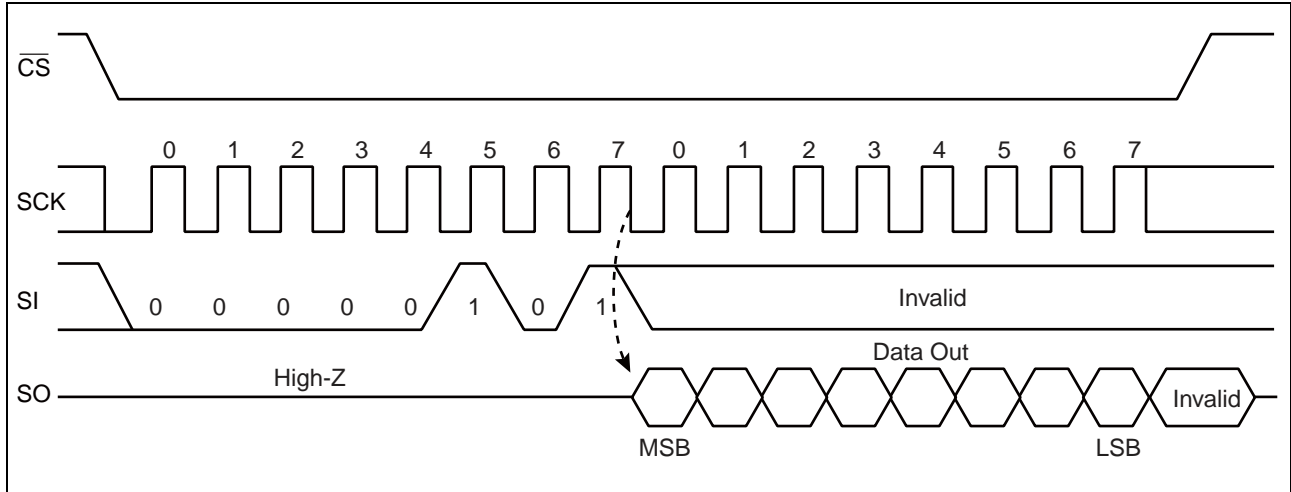 C̅S̅
0 1 2 3 4 5 6 7 0 1 2 3 4 5 6 7
SCK
SI 0 0 0 0 0 1 0 1 Invalid
Data Out
High-Z
SO Invalid
MSB LSB